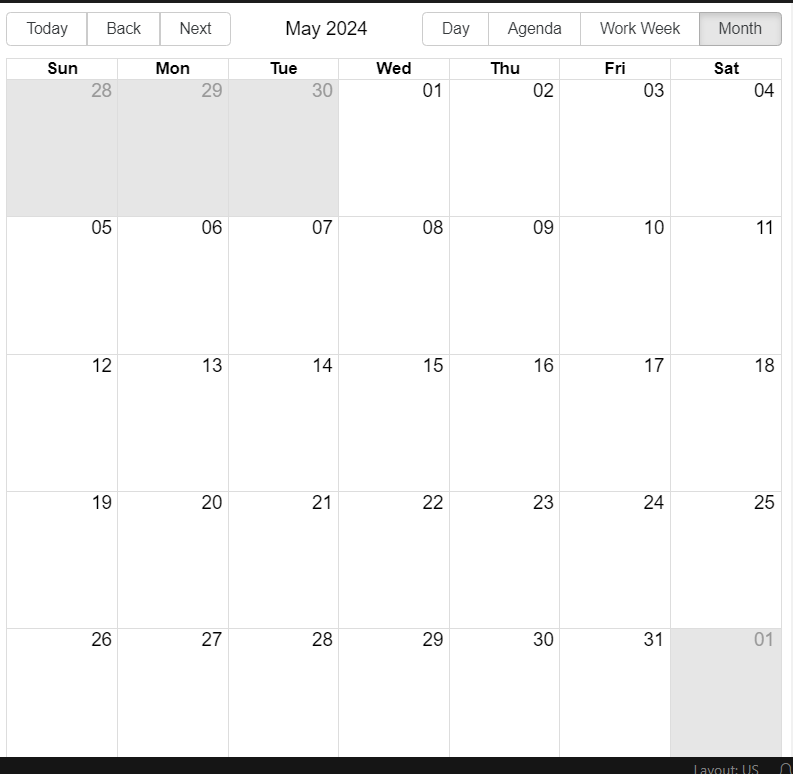 Today Back Next May 2024 Day Agenda Work Week Month
Sun Mon Tue Wed Thu Fri Sat
28 29 30 01 02 03 04
05 06 07 08 09 10 11
12 13 14 15 16 17 18
19 20 21 22 23 24 25
26 27 28 29 30 31 01
Layout: US